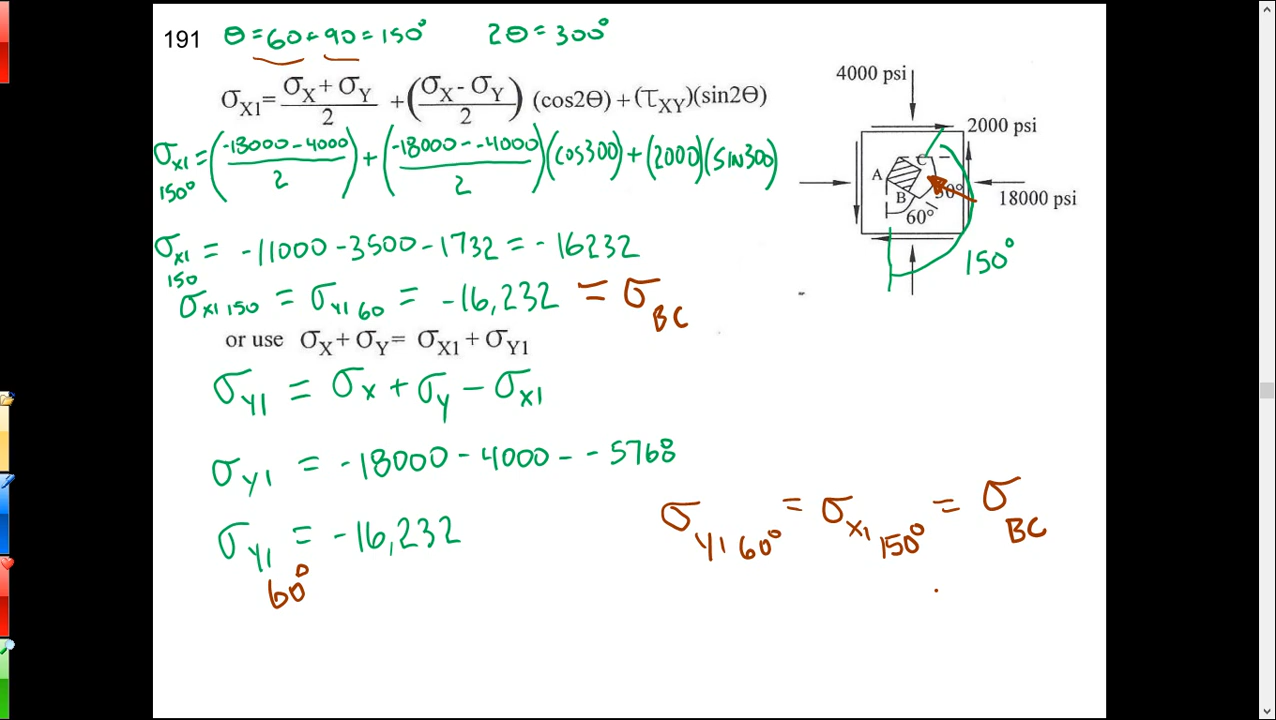 191 θ = 60 + 90 = 150° 2θ = 300°
σX1 = (σX + σY)/2 + ((σX - σY)/2) (cos2θ) + (τXY)(sin2θ)
σX1 150° = ((-18000 - 4000)/2) + ((-18000 - -4000)/2)(cos300) + (2000)(sin300)
σX1 150 = -11000 - 3500 - 1732 = -16232
σX1 150 = σY1 60 = -16,232 = σBC
or use σX + σY = σX1 + σY1
σY1 = σX + σY - σX1
σY1 = -18000 - 4000 - - 5768
σY1 60° = -16,232
σY1 60° = σX1 150° = σBC
4000 psi
2000 psi
C
A
18000 psi
B
60°
150°